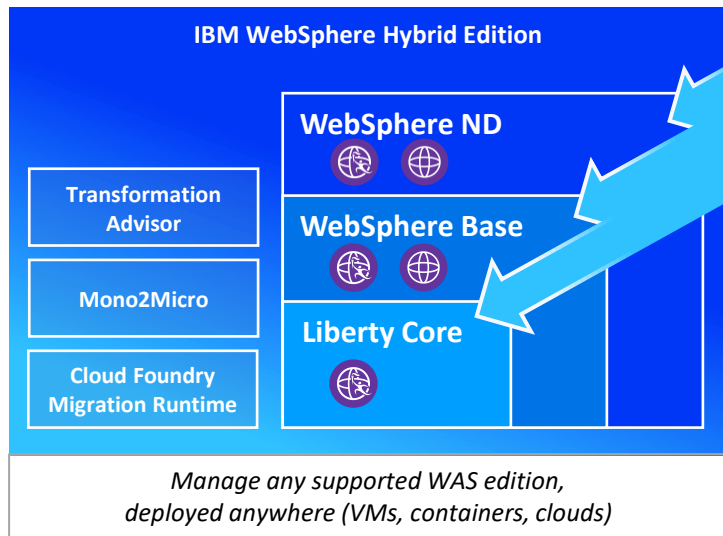 IBM WebSphere Hybrid Edition
WebSphere ND
Transformation
Advisor
WebSphere Base
Mono2Micro
Liberty Core
Cloud Foundry
Migration Runtime
Manage any supported WAS edition,
deployed anywhere (VMs, containers, clouds)